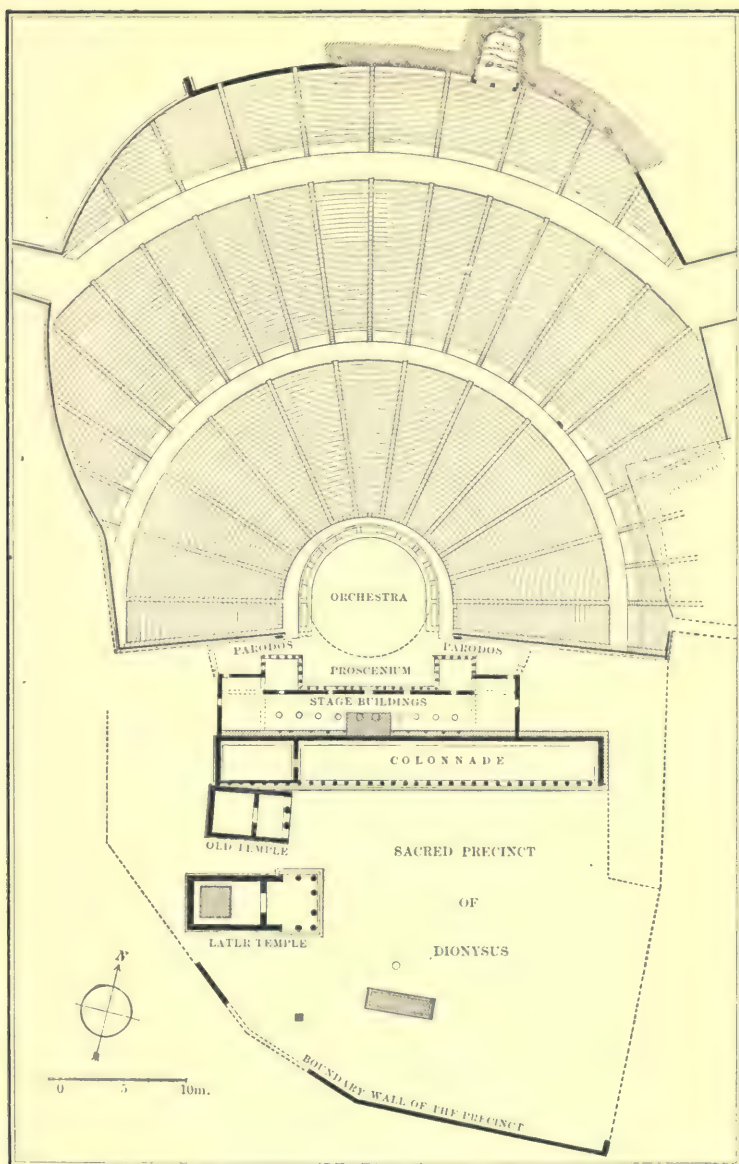 ORCHESTRA
PARODOS
PARODOS
PROSCENIUM
STAGE BUILDINGS
COLONNADE
OLD TEMPLE
SACRED PRECINCT
OF
DIONYSUS
LATER TEMPLE
N
0 5 10m.
BOUNDARY WALL OF THE PRECINCT